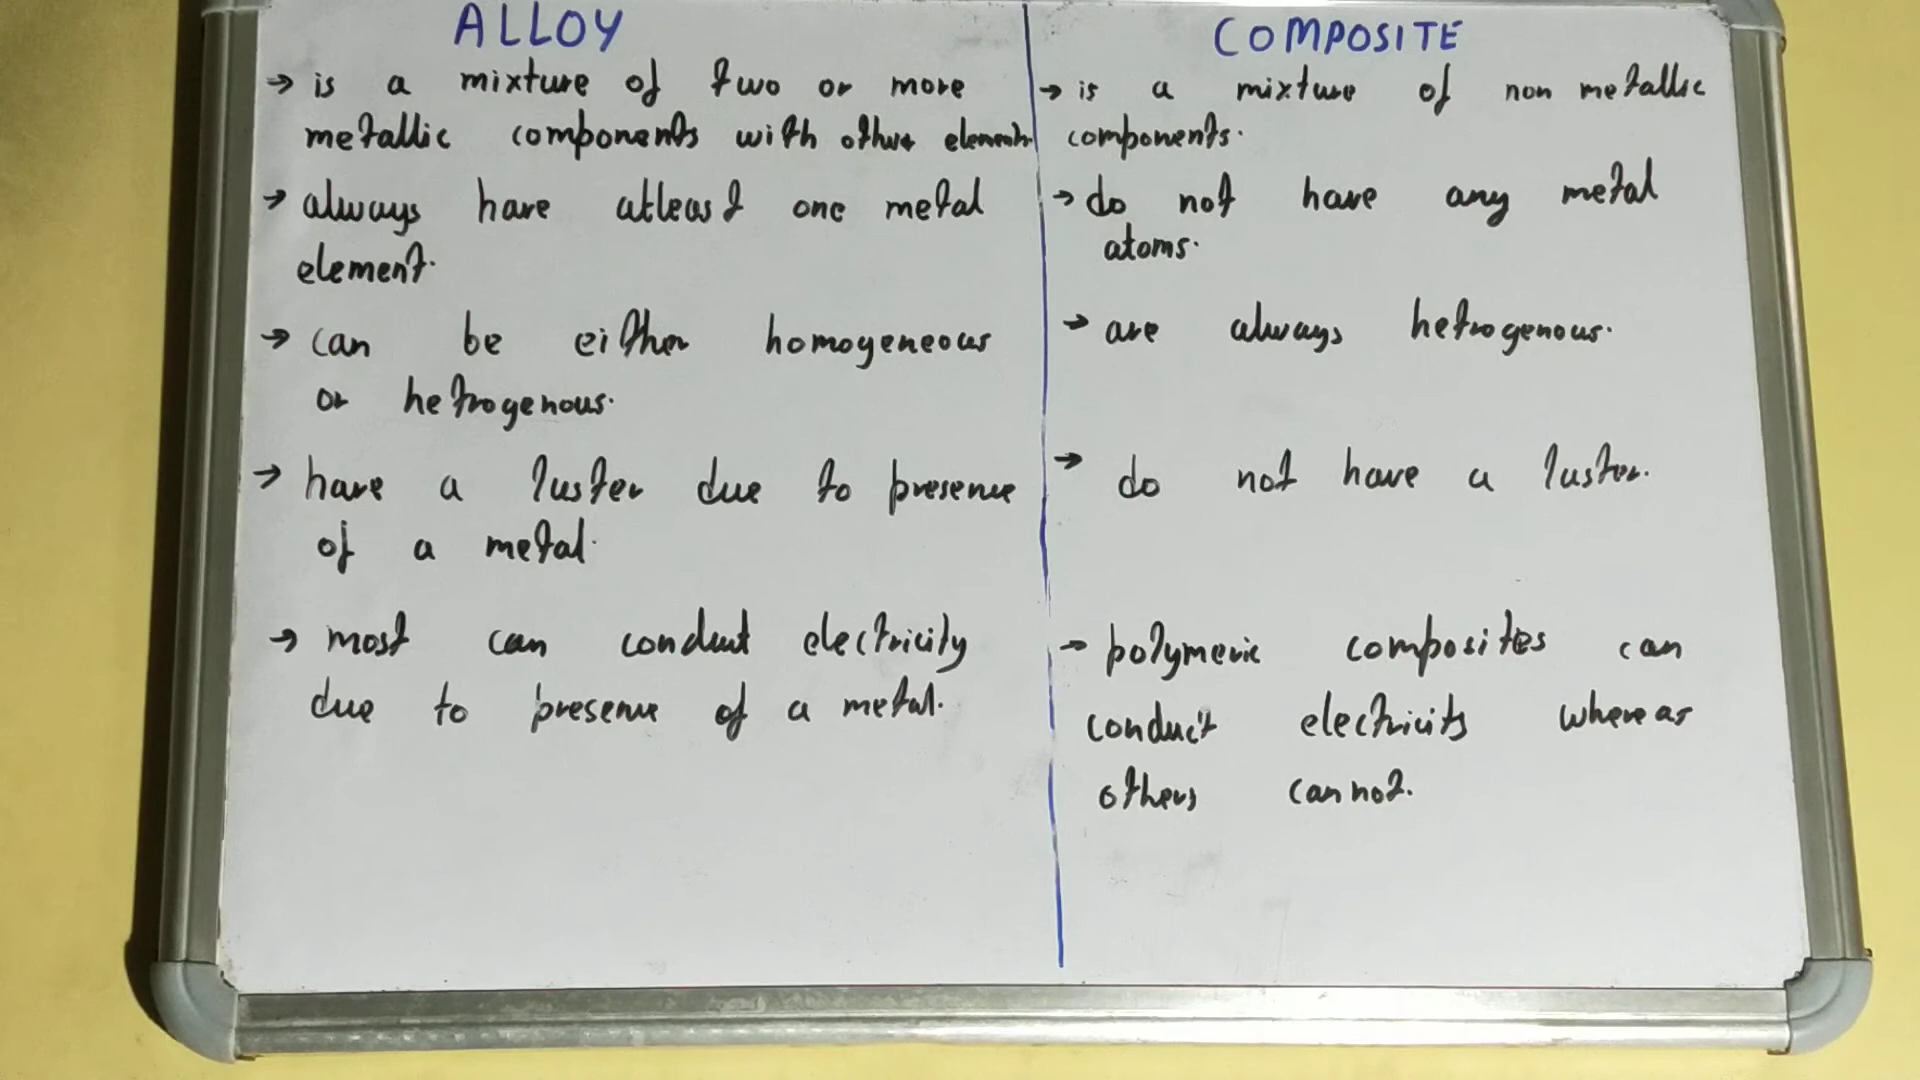 ALLOY
→ is a mixture of two or more
metallic components with other elements
→ always have atleast one metal
element.
→ can be either homogeneous
or hetrogenous.
→ have a luster due to presence
of a metal.
→ most can conduct electricity
due to presence of a metal.
COMPOSITE
→ is a mixture of non metallic
components.
→ do not have any metal
atoms.
→ are always hetrogenous.
→ do not have a luster.
→ polymeric composites can
conduct electricity whereas
others cannot.